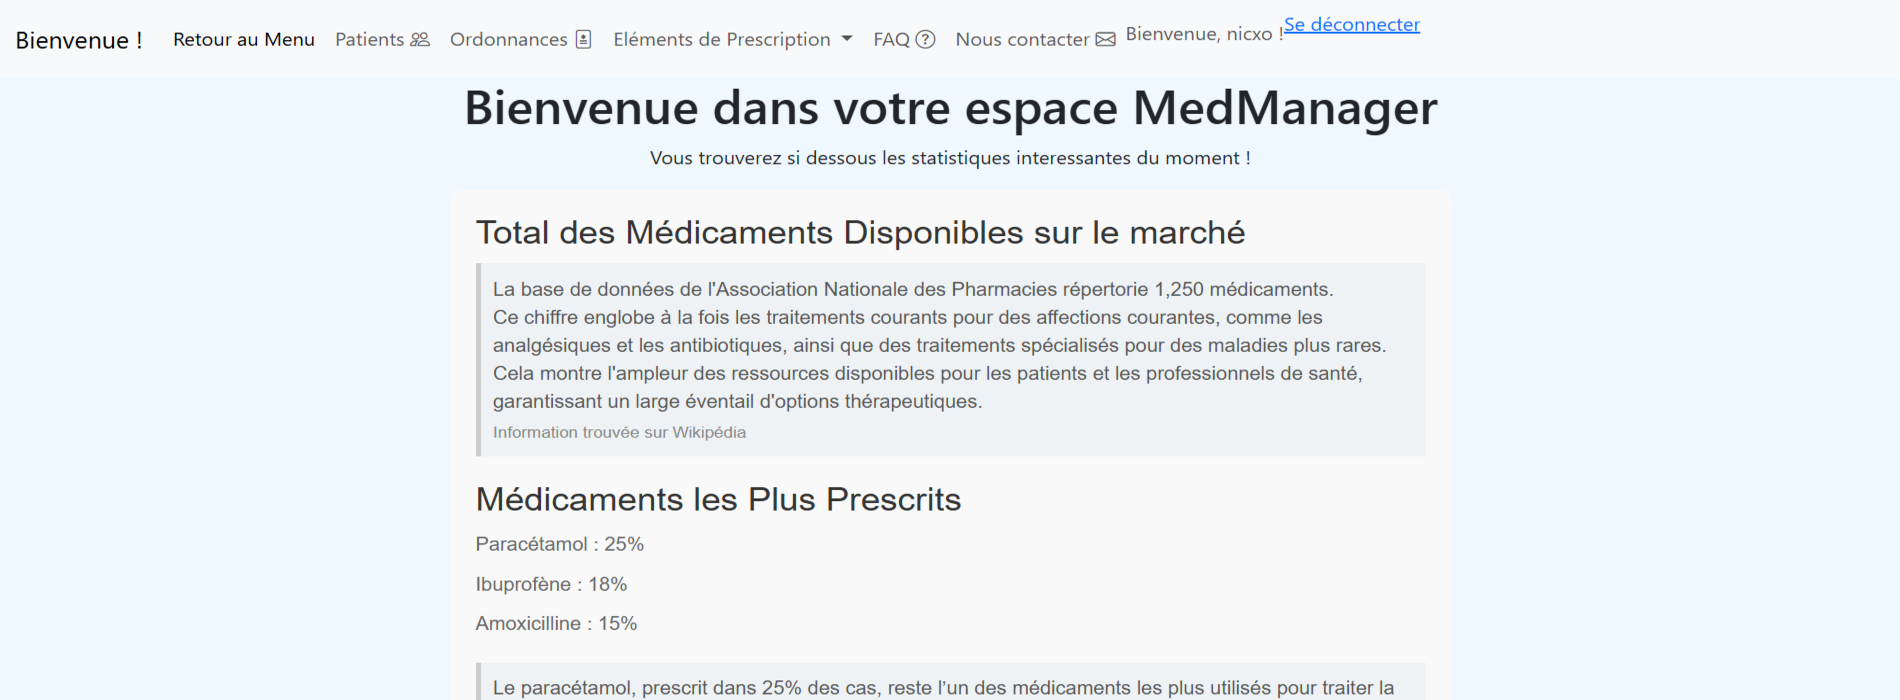 Bienvenue !
Retour au Menu
Patients
Ordonnances
Eléments de Prescription
FAQ
Nous contacter
Bienvenue, nicxo !
Se déconnecter
Bienvenue dans votre espace MedManager
Vous trouverez si dessous les statistiques interessantes du moment !
Total des Médicaments Disponibles sur le marché
La base de données de l'Association Nationale des Pharmacies répertorie 1,250 médicaments.
Ce chiffre englobe à la fois les traitements courants pour des affections courantes, comme les
analgésiques et les antibiotiques, ainsi que des traitements spécialisés pour des maladies plus rares.
Cela montre l'ampleur des ressources disponibles pour les patients et les professionnels de santé,
garantissant un large éventail d'options thérapeutiques.
Information trouvée sur Wikipédia
Médicaments les Plus Prescrits
Paracétamol : 25%
Ibuprofène : 18%
Amoxicilline : 15%
Le paracétamol, prescrit dans 25% des cas, reste l’un des médicaments les plus utilisés pour traiter la